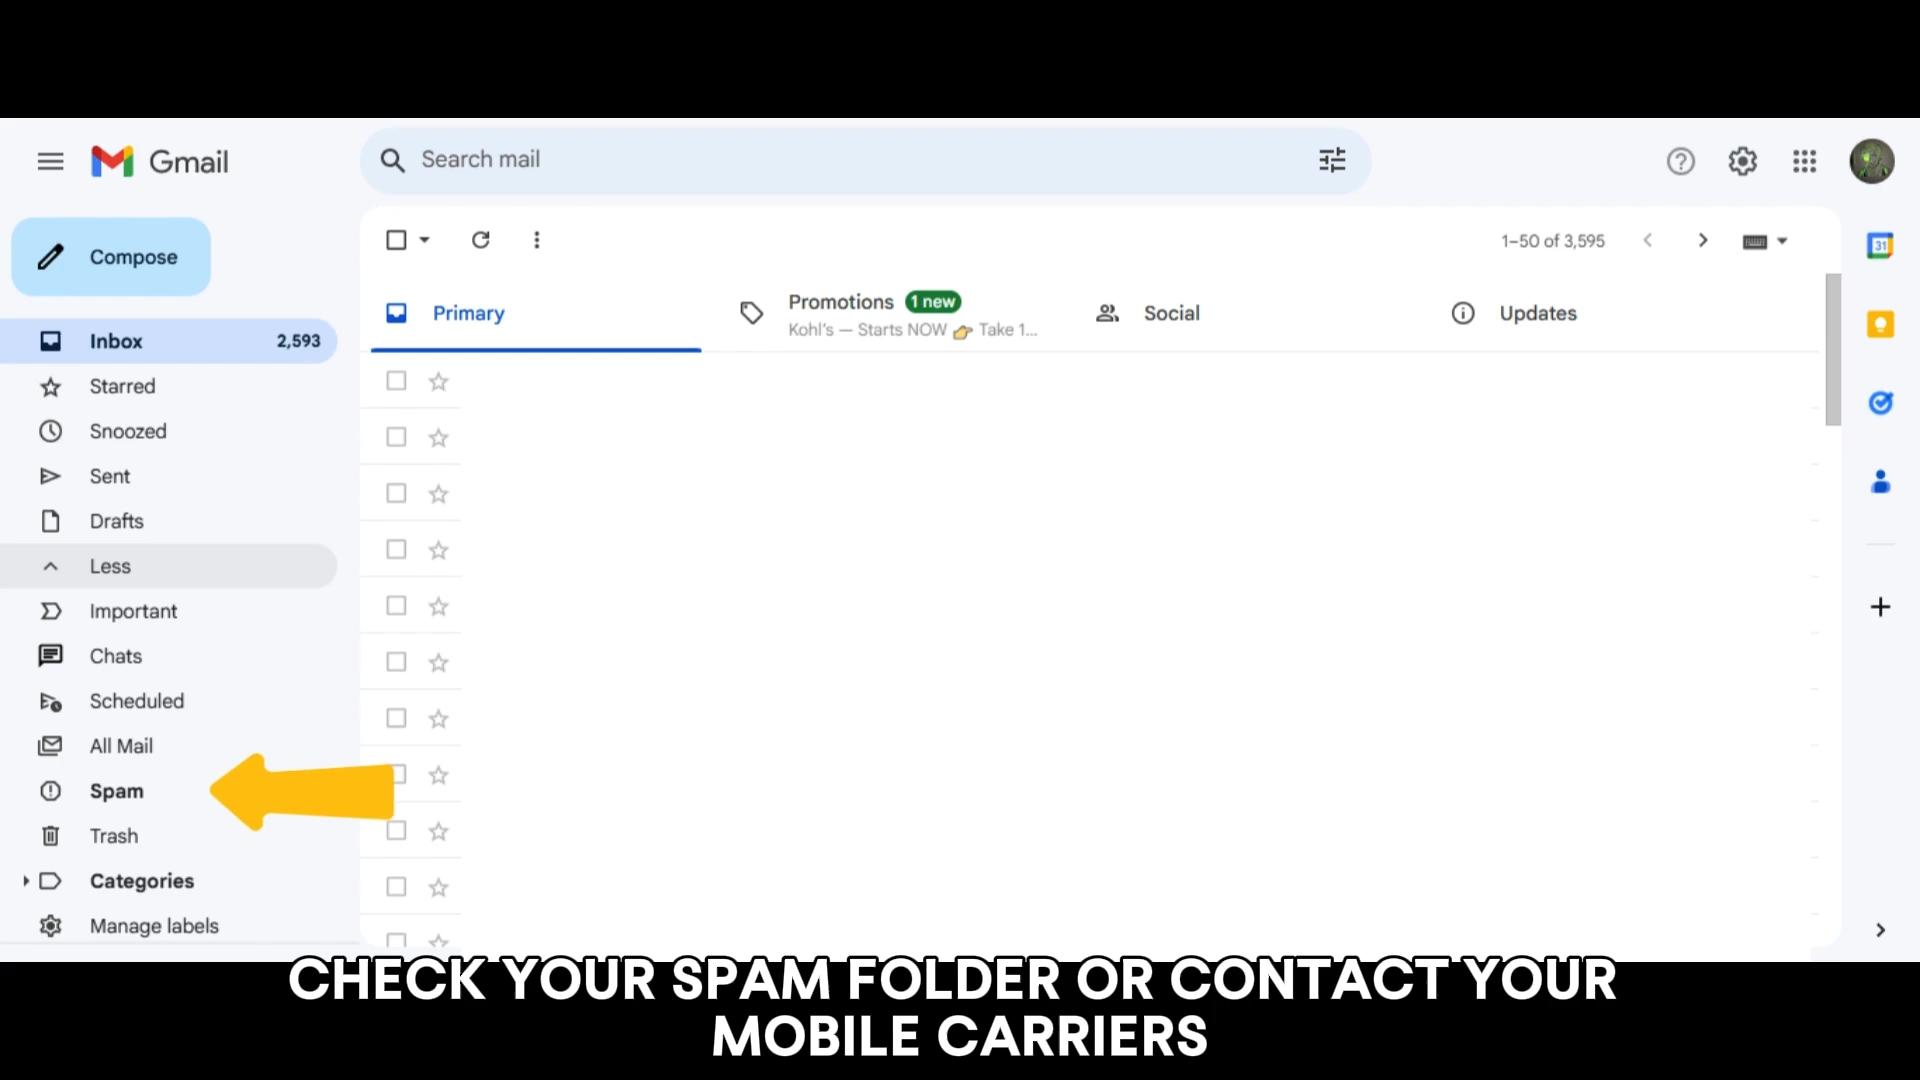 Gmail
Search mail
Compose
1–50 of 3,595
31
Primary
Promotions 1 new
Kohl's — Starts NOW 👉 Take 1...
Social
Updates
Inbox 2,593
Starred
Snoozed
Sent
Drafts
Less
Important
Chats
Scheduled
All Mail
Spam
Trash
Categories
Manage labels
CHECK YOUR SPAM FOLDER OR CONTACT YOUR
MOBILE CARRIERS